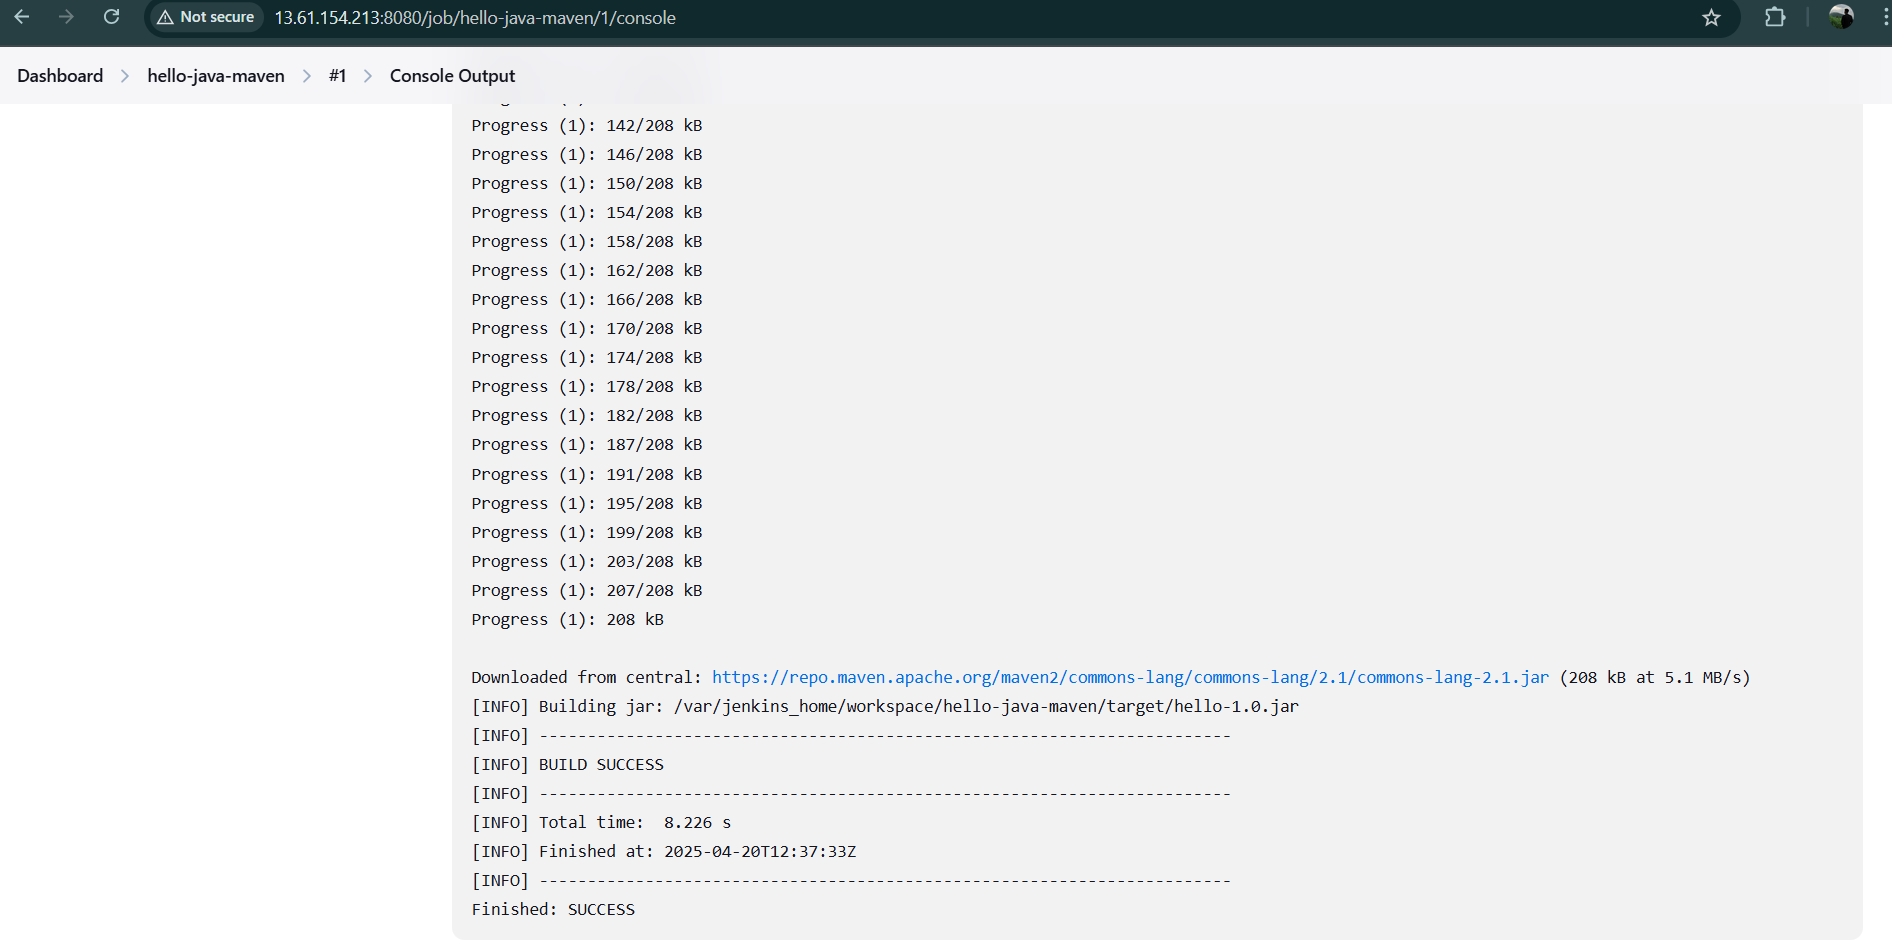 Not secure 13.61.154.213:8080/job/hello-java-maven/1/console
Dashboard > hello-java-maven > #1 > Console Output
Progress (1): 142/208 kB
Progress (1): 146/208 kB
Progress (1): 150/208 kB
Progress (1): 154/208 kB
Progress (1): 158/208 kB
Progress (1): 162/208 kB
Progress (1): 166/208 kB
Progress (1): 170/208 kB
Progress (1): 174/208 kB
Progress (1): 178/208 kB
Progress (1): 182/208 kB
Progress (1): 187/208 kB
Progress (1): 191/208 kB
Progress (1): 195/208 kB
Progress (1): 199/208 kB
Progress (1): 203/208 kB
Progress (1): 207/208 kB
Progress (1): 208 kB
Downloaded from central: https://repo.maven.apache.org/maven2/commons-lang/commons-lang/2.1/commons-lang-2.1.jar (208 kB at 5.1 MB/s)
[INFO] Building jar: /var/jenkins_home/workspace/hello-java-maven/target/hello-1.0.jar
[INFO] ------------------------------------------------------------------------
[INFO] BUILD SUCCESS
[INFO] ------------------------------------------------------------------------
[INFO] Total time:  8.226 s
[INFO] Finished at: 2025-04-20T12:37:33Z
[INFO] ------------------------------------------------------------------------
Finished: SUCCESS